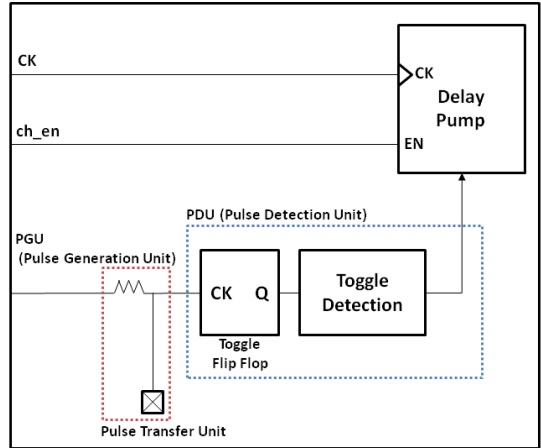 CK
CK
Delay
Pump
ch_en
EN
PDU (Pulse Detection Unit)
PGU
(Pulse Generation Unit)
CK Q
Toggle
Detection
Toggle
Flip Flop
Pulse Transfer Unit